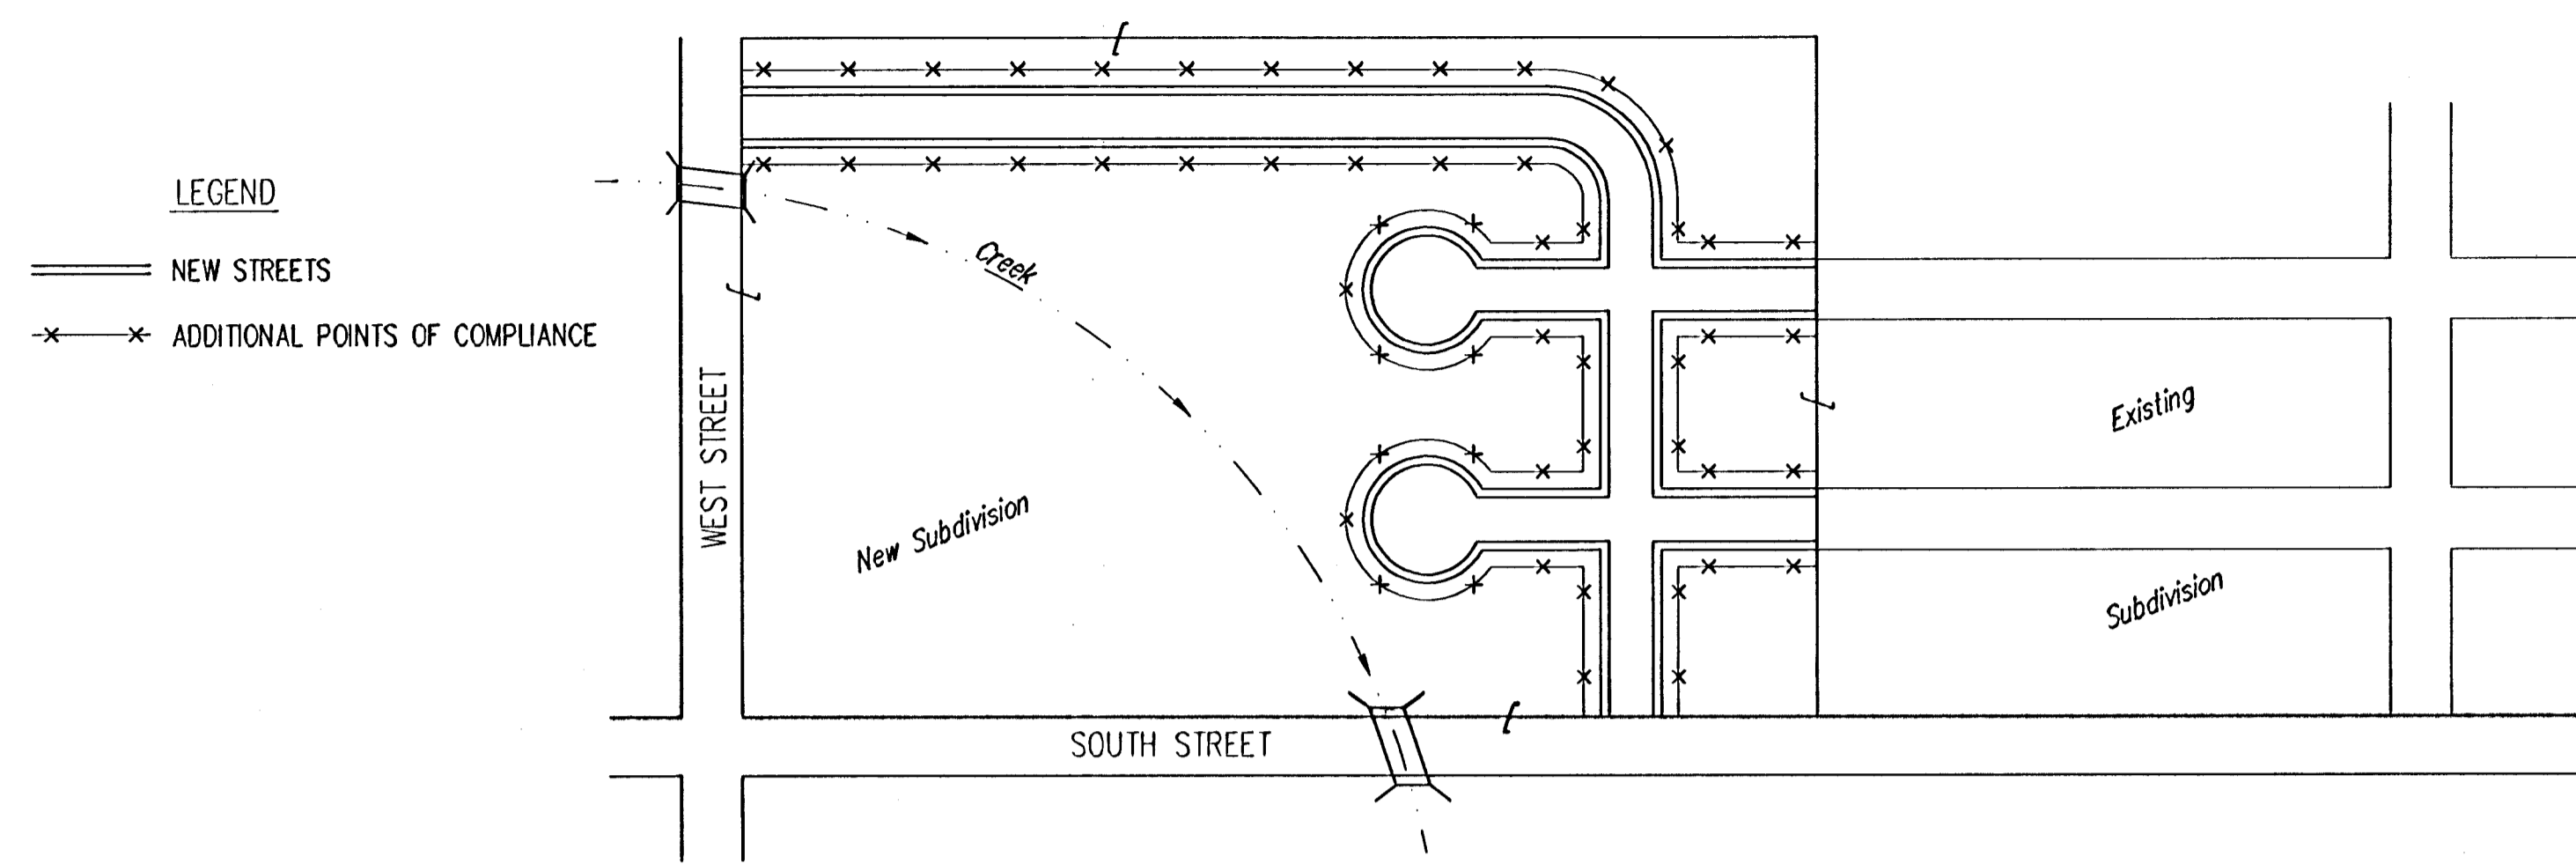 LEGEND
NEW STREETS
ADDITIONAL POINTS OF COMPLIANCE
WEST STREET
Creek
New Subdivision
SOUTH STREET
Existing
Subdivision